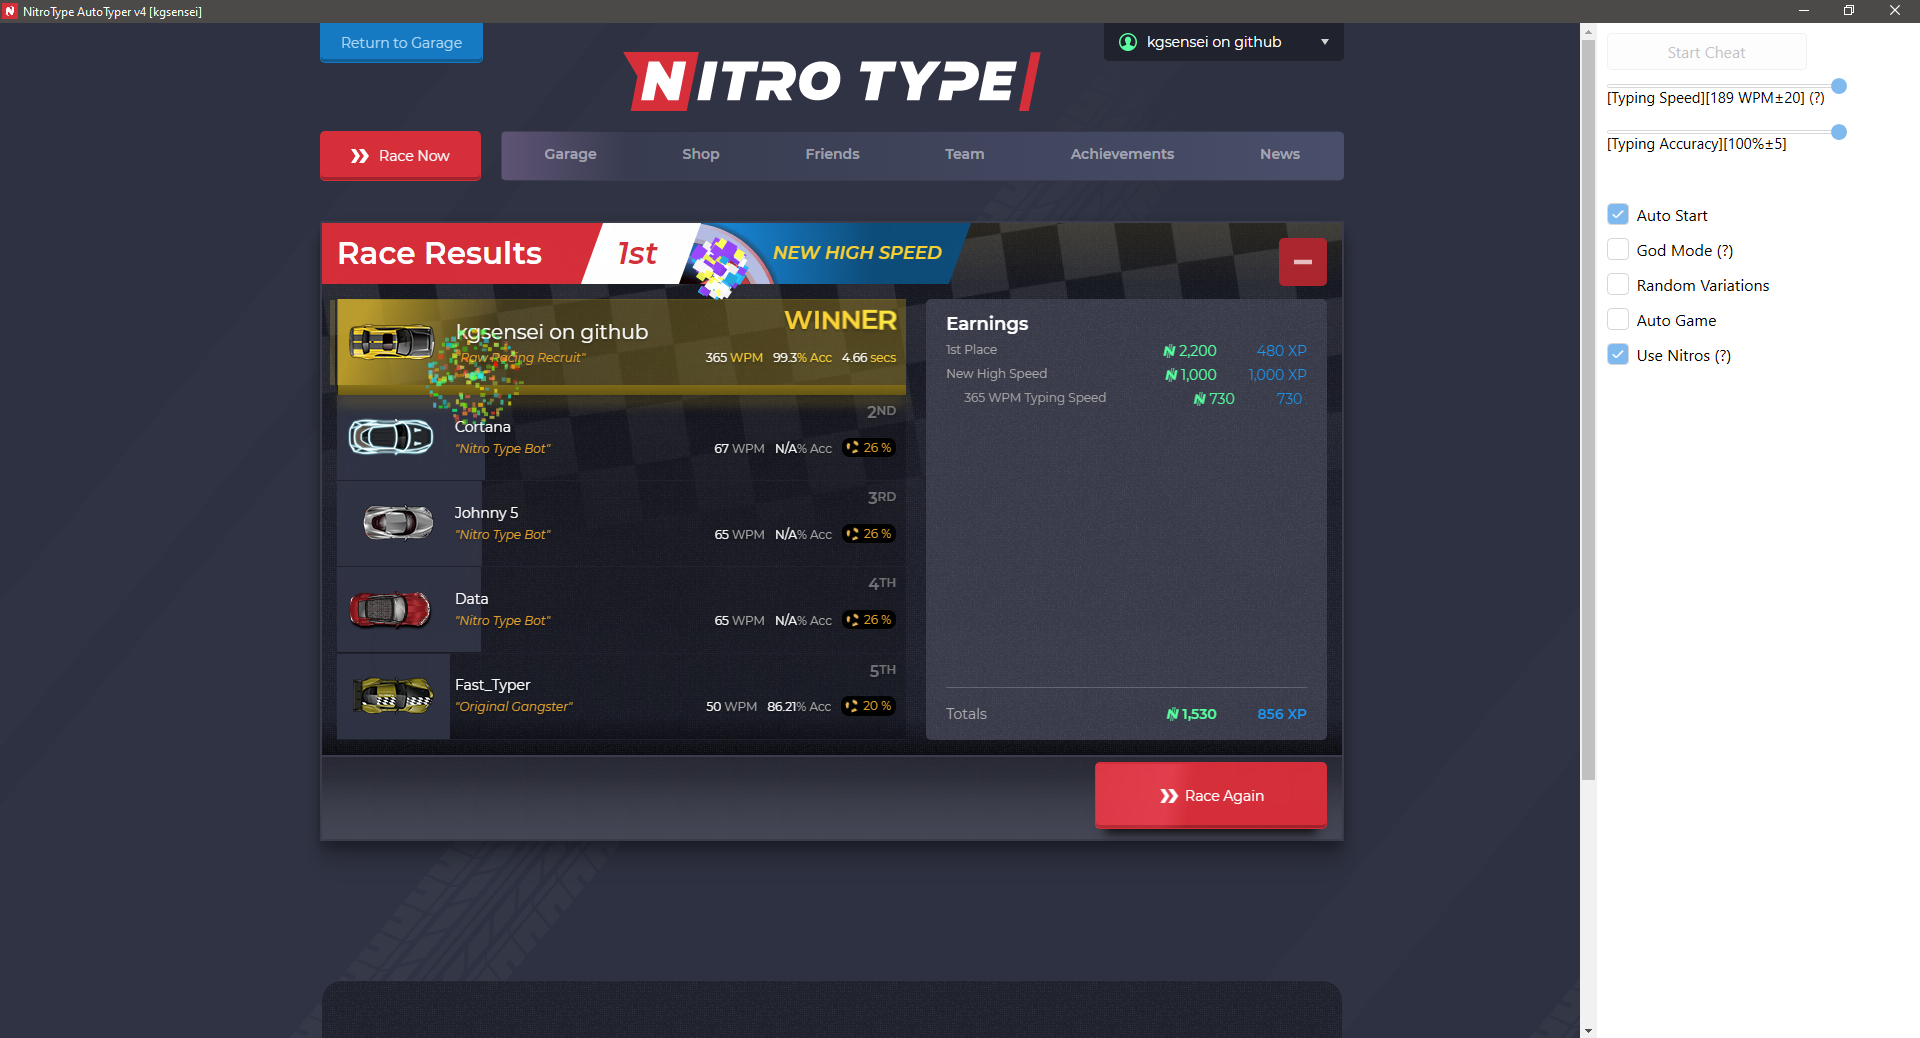 NitroType AutoTyper v4 [kgsensei]
Return to Garage
NITRO TYPE
kgsensei on github
Race Now
Garage Shop Friends Team Achievements News
Race Results 1st NEW HIGH SPEED
kgsensei on github WINNER
"Raw Racing Recruit" 365 WPM 99.3% Acc 4.66 secs
2ND
Cortana
"Nitro Type Bot" 67 WPM N/A% Acc 26 %
3RD
Johnny 5
"Nitro Type Bot" 65 WPM N/A% Acc 26 %
4TH
Data
"Nitro Type Bot" 65 WPM N/A% Acc 26 %
5TH
Fast_Typer
"Original Gangster" 50 WPM 86.21% Acc 20 %
Earnings
1st Place 2,200 480 XP
New High Speed 1,000 1,000 XP
365 WPM Typing Speed 730 730
Totals 1,530 856 XP
Race Again
Start Cheat
[Typing Speed][189 WPM±20] (?)
[Typing Accuracy][100%±5]
Auto Start
God Mode (?)
Random Variations
Auto Game
Use Nitros (?)